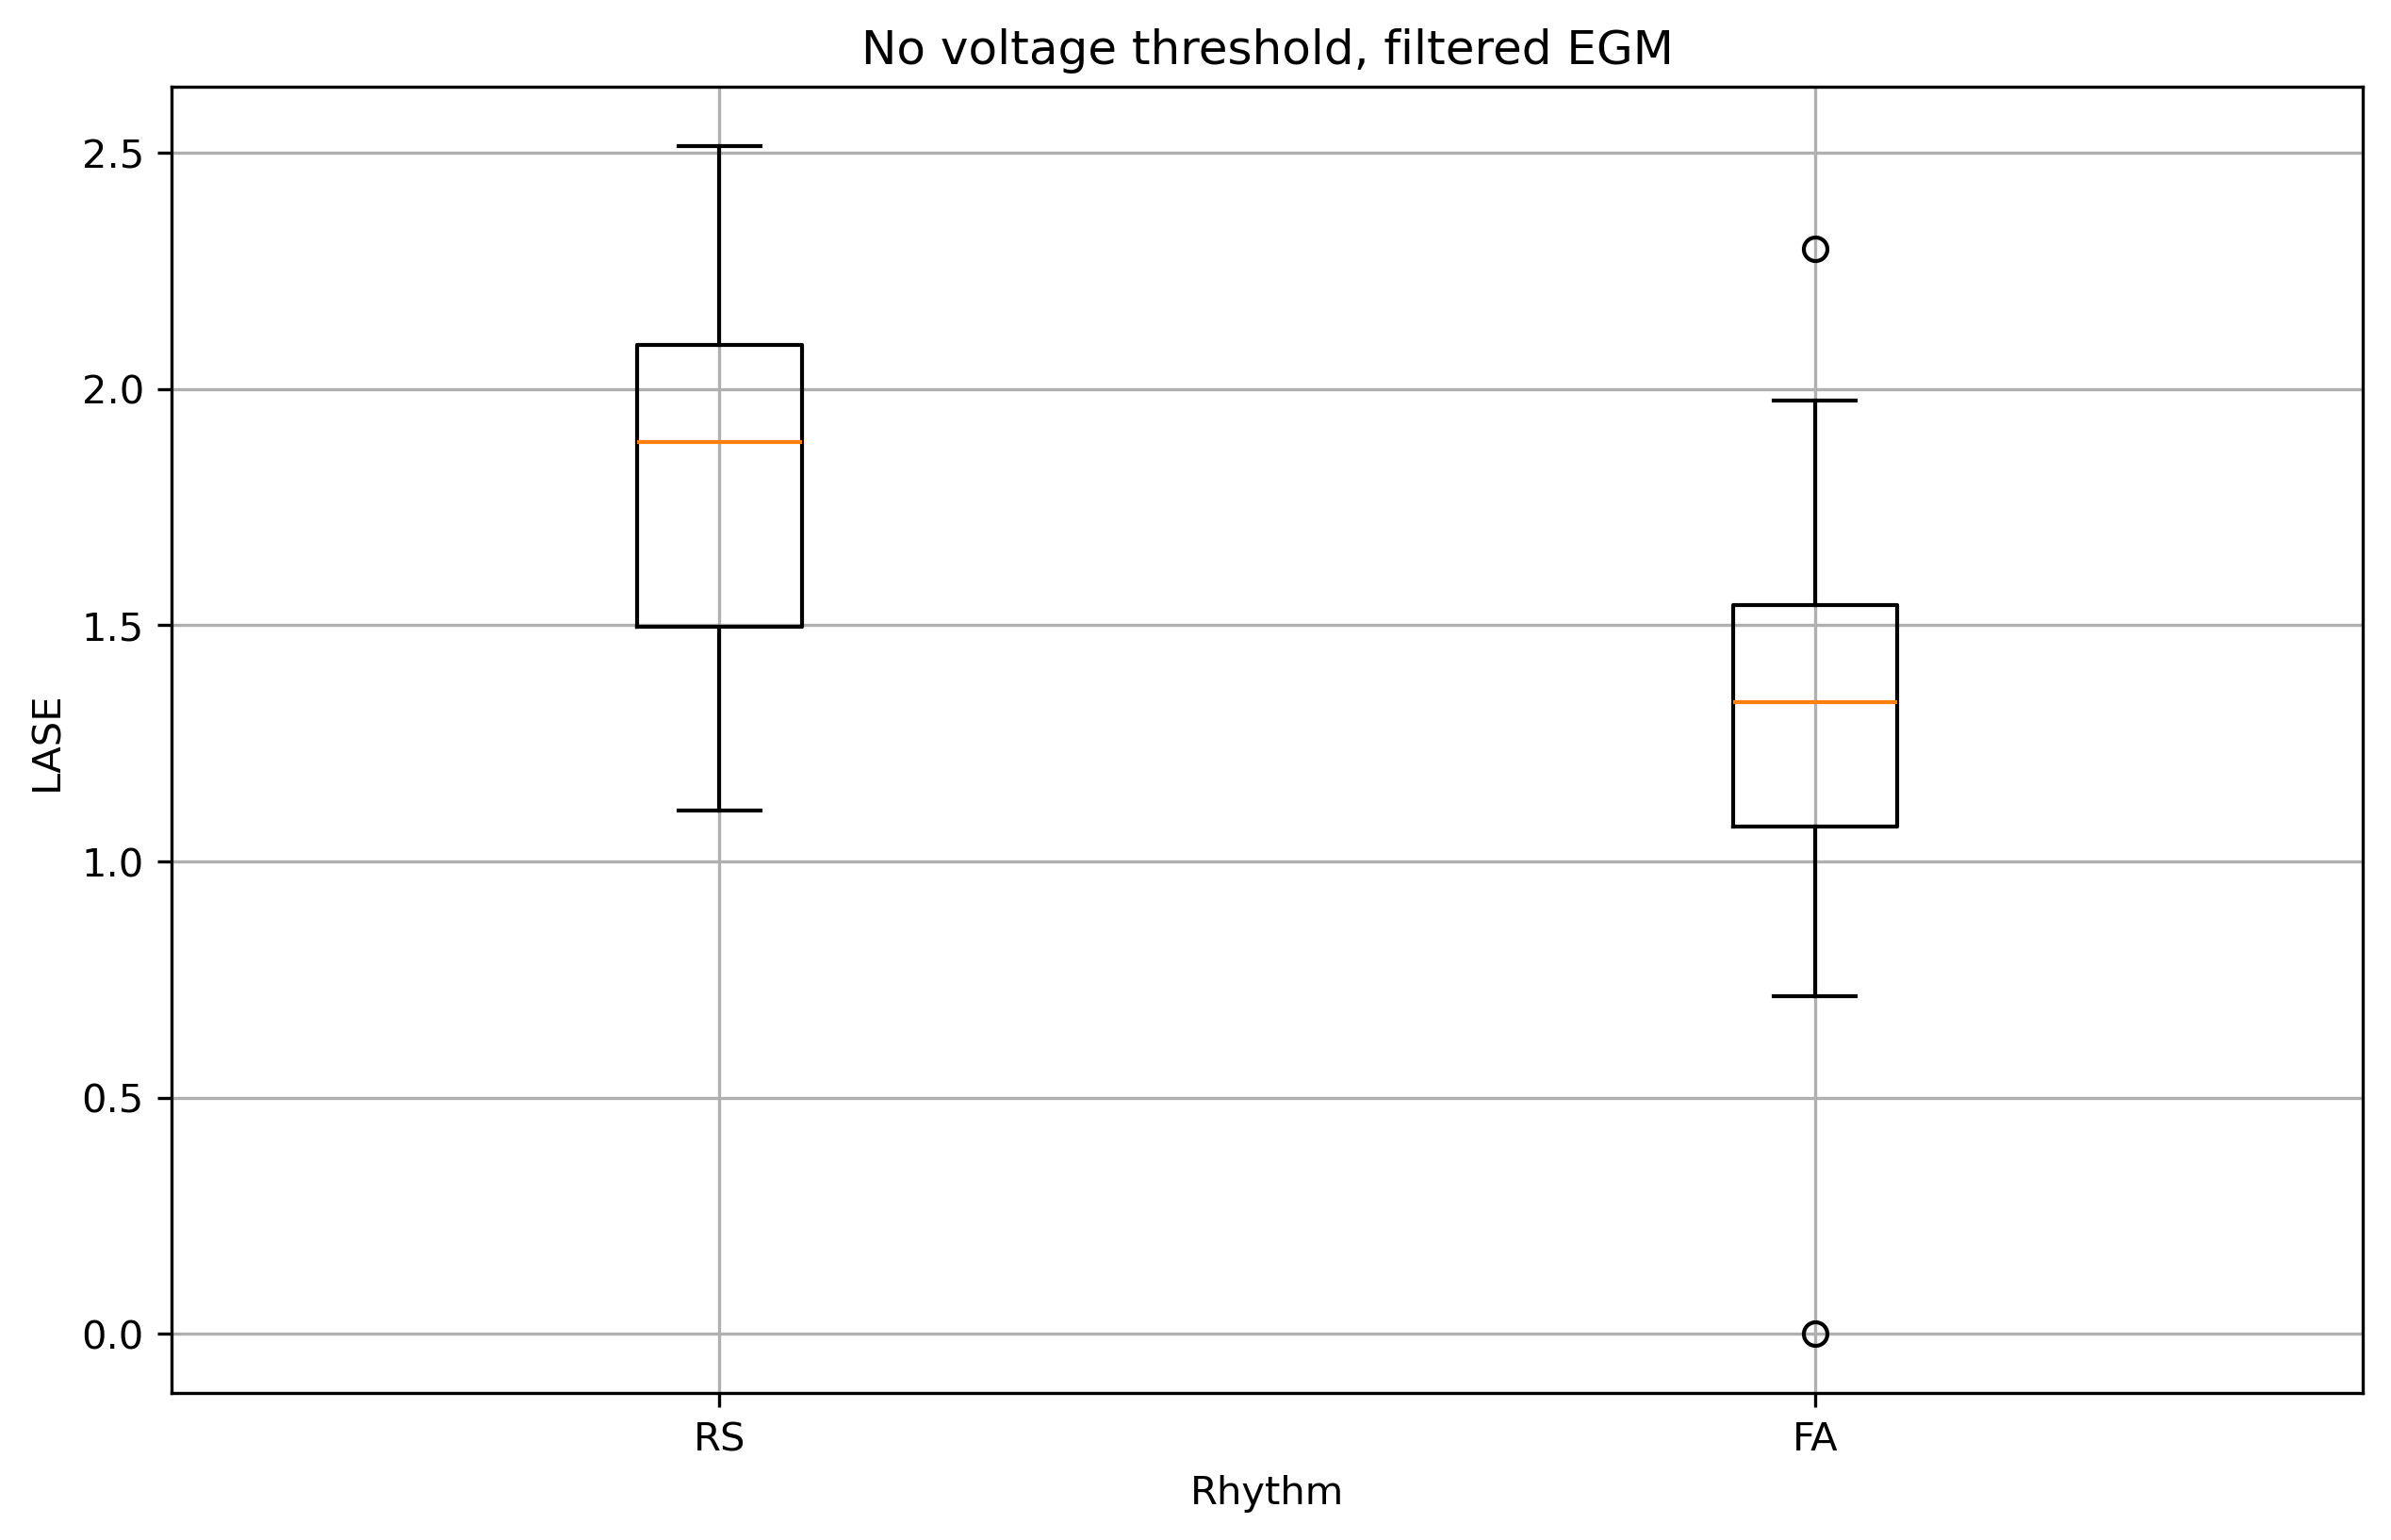 No voltage threshold, filtered EGM
2.5
2.0
1.5
1.0
0.5
0.0
LASE
RS
FA
Rhythm